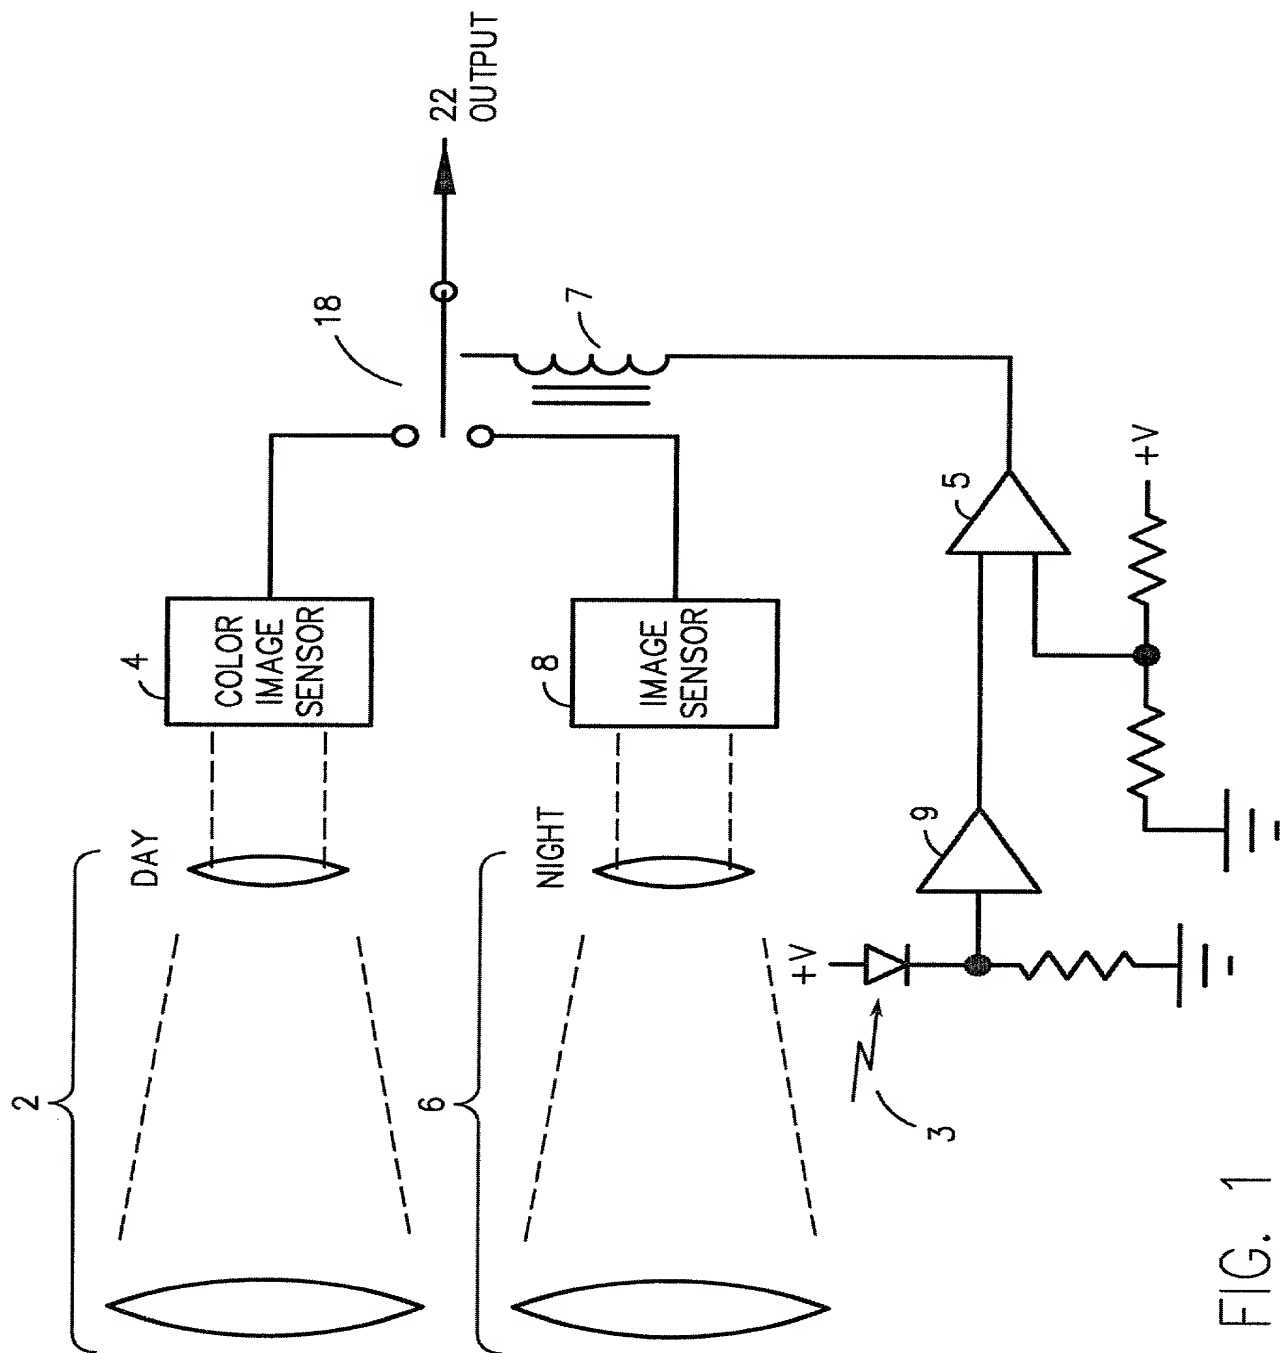 2
DAY
4
COLOR
IMAGE
SENSOR
18
22
OUTPUT
6
NIGHT
8
IMAGE
SENSOR
7
3
+V
9
5
+V
FIG. 1